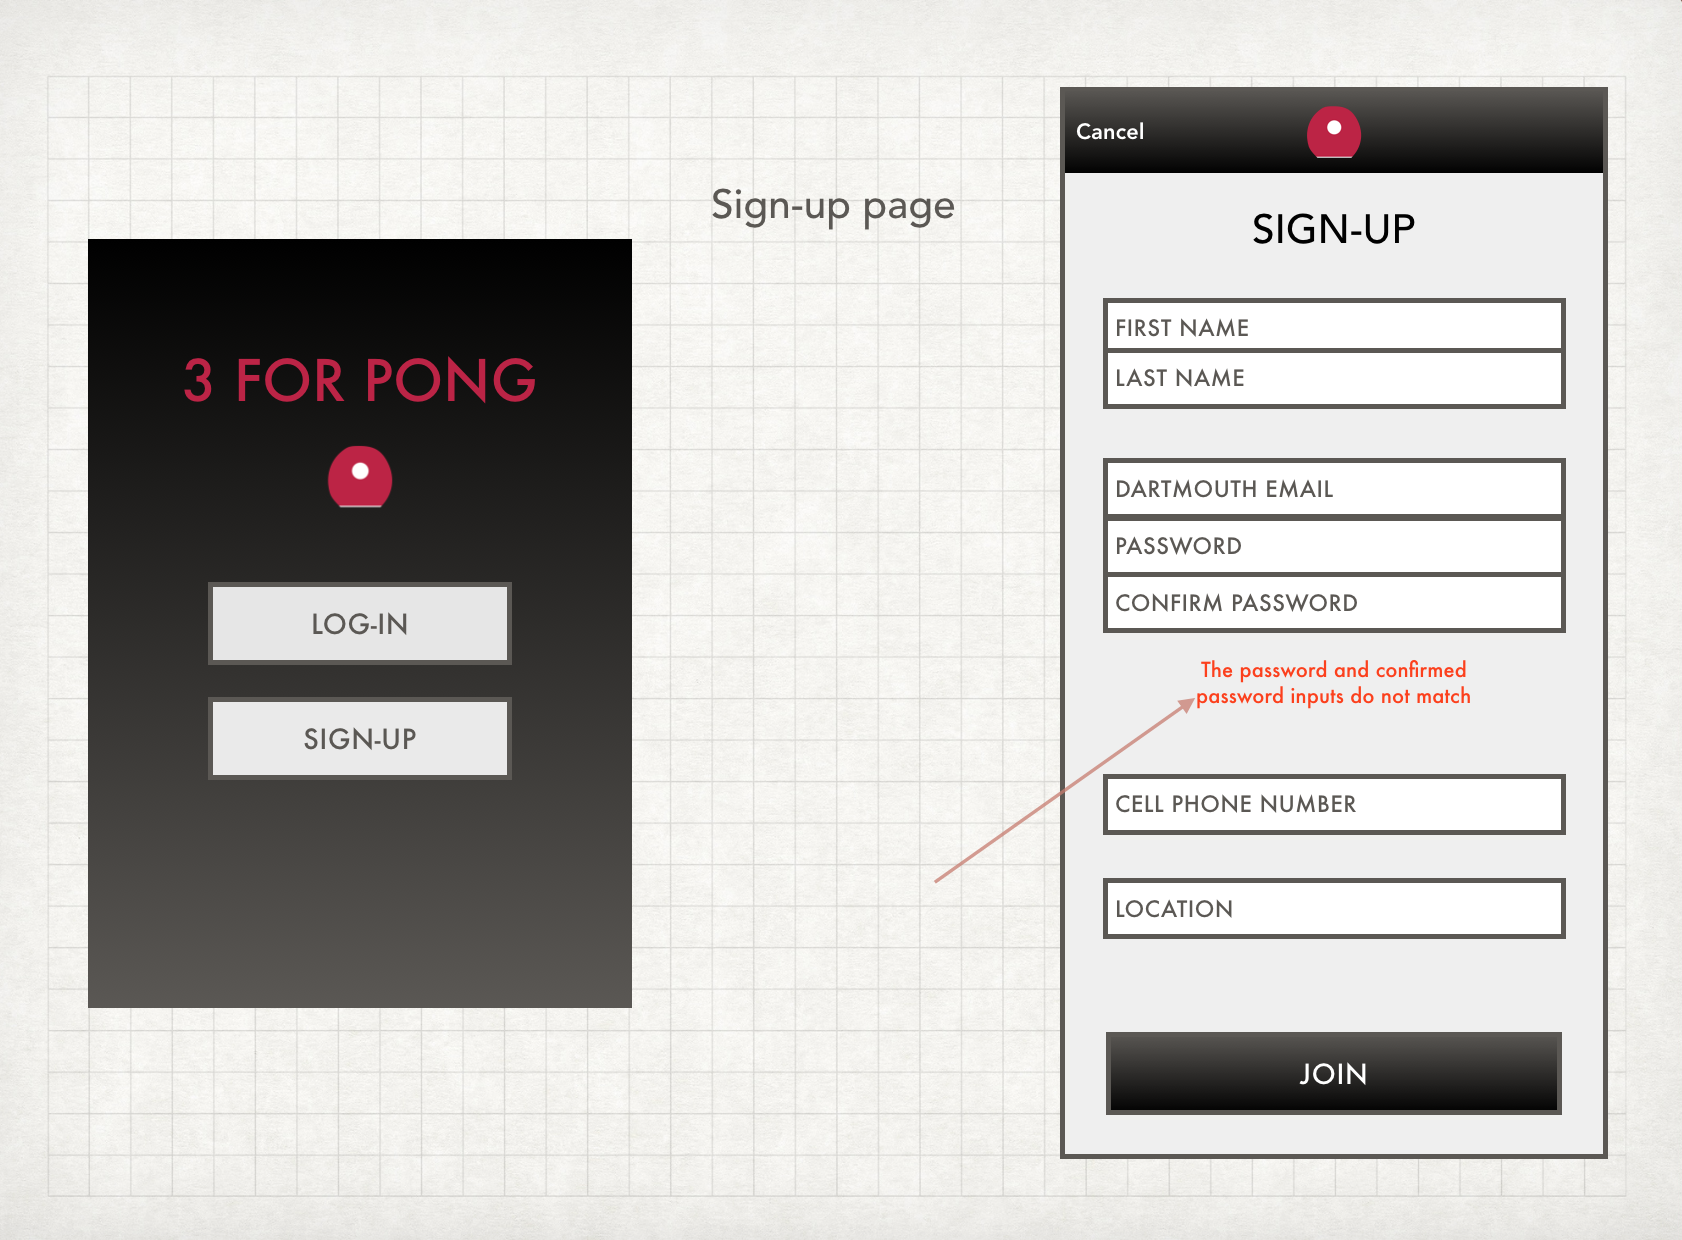 Sign-up page
3 FOR PONG
LOG-IN
SIGN-UP
Cancel
SIGN-UP
FIRST NAME
LAST NAME
DARTMOUTH EMAIL
PASSWORD
CONFIRM PASSWORD
The password and confirmed
password inputs do not match
CELL PHONE NUMBER
LOCATION
JOIN